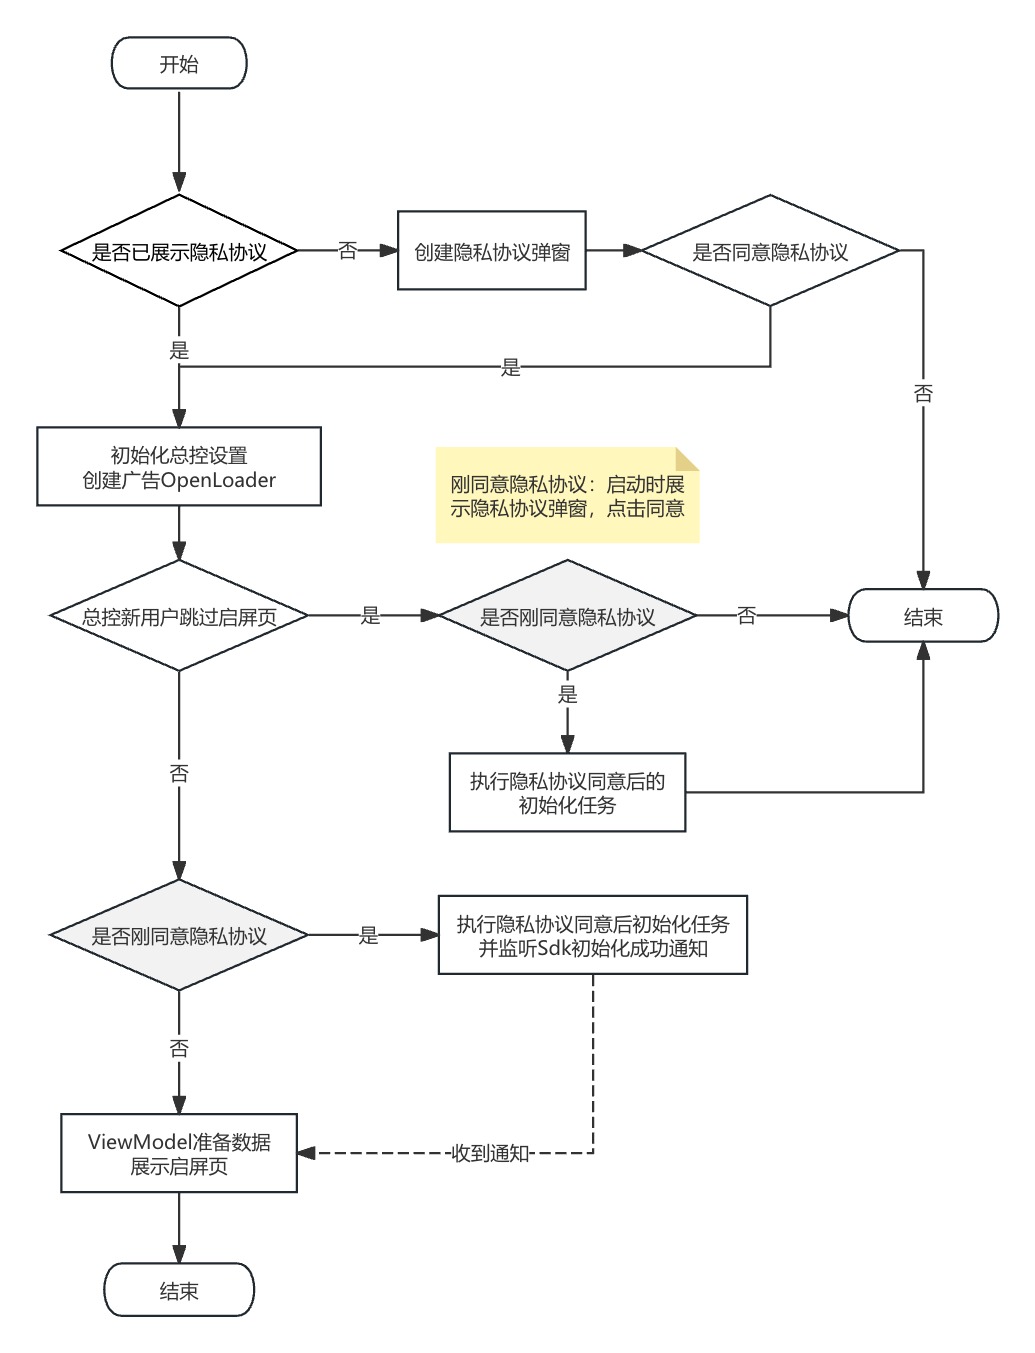 开始
是否已展示隐私协议
否
创建隐私协议弹窗
是否同意隐私协议
是
是
否
初始化总控设置
创建广告OpenLoader
刚同意隐私协议：启动时展
示隐私协议弹窗，点击同意
总控新用户跳过启屏页
是
是否刚同意隐私协议
否
结束
是
否
执行隐私协议同意后的
初始化任务
是否刚同意隐私协议
是
执行隐私协议同意后初始化任务
并监听Sdk初始化成功通知
否
ViewModel准备数据
展示启屏页
收到通知
结束